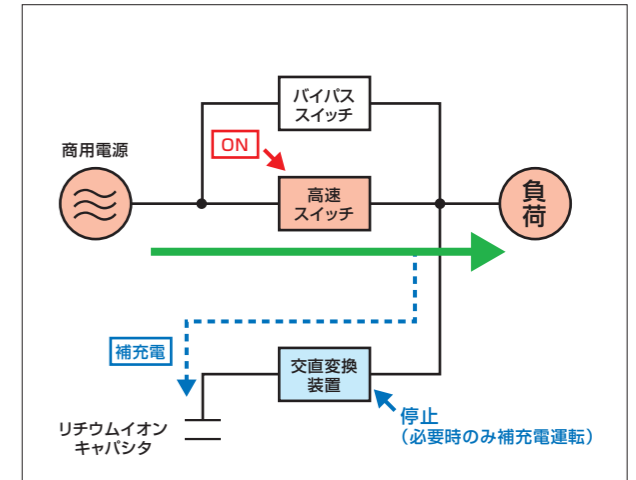 バイパス
スイッチ
商用電源
ON
高速
スイッチ
負
荷
補充電
交直変換
装置
停止
（必要時のみ補充電運転）
リチウムイオン
キャパシタ